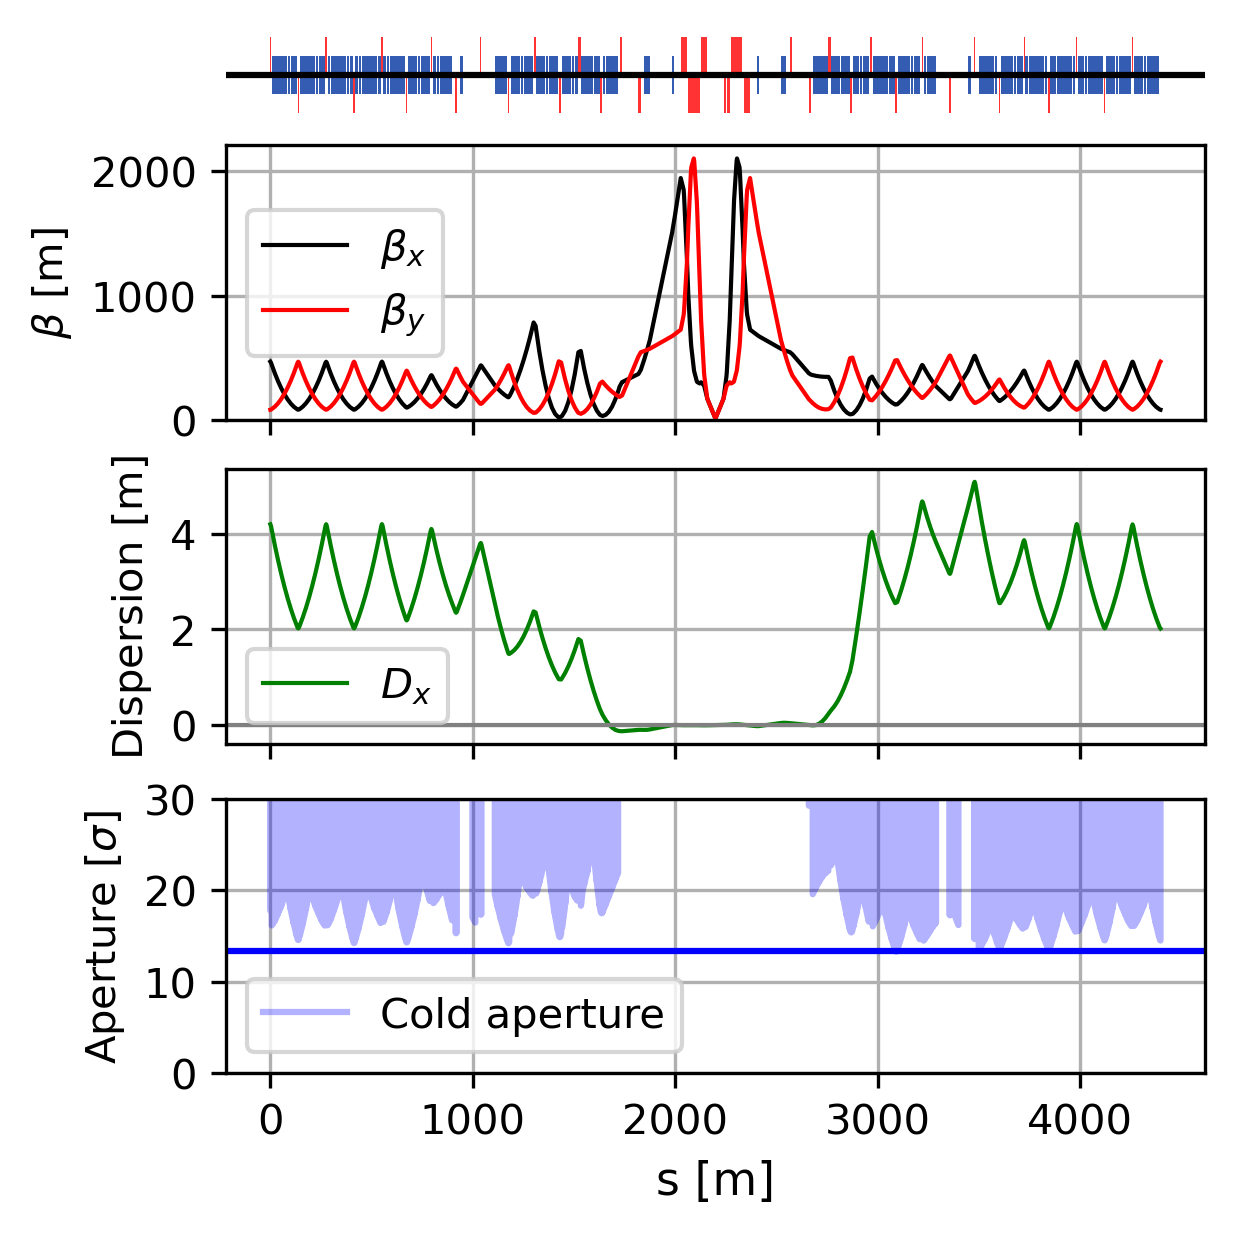 2000
1000
0
β [m]
βx
βy
4
2
0
Dispersion [m]
Dx
30
20
10
0
Aperture [σ]
Cold aperture
0 1000 2000 3000 4000
s [m]